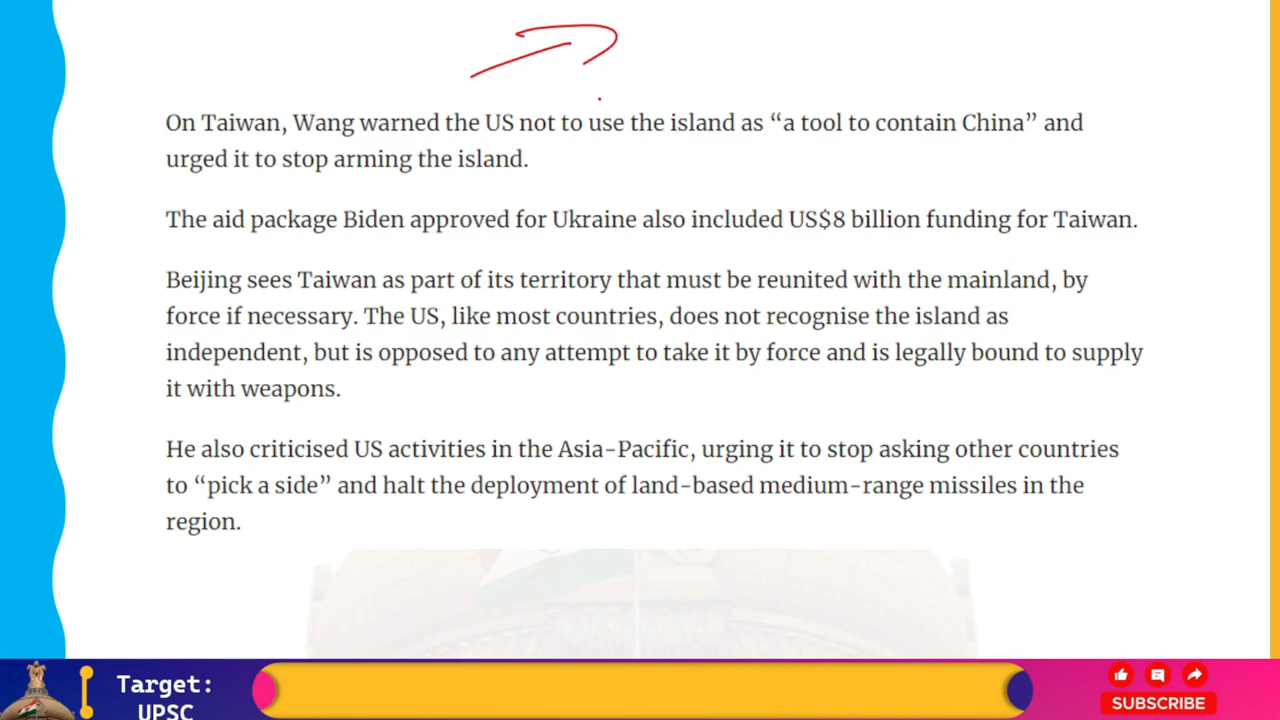 On Taiwan, Wang warned the US not to use the island as “a tool to contain China” and
urged it to stop arming the island.
The aid package Biden approved for Ukraine also included US$8 billion funding for Taiwan.
Beijing sees Taiwan as part of its territory that must be reunited with the mainland, by
force if necessary. The US, like most countries, does not recognise the island as
independent, but is opposed to any attempt to take it by force and is legally bound to supply
it with weapons.
He also criticised US activities in the Asia-Pacific, urging it to stop asking other countries
to “pick a side” and halt the deployment of land-based medium-range missiles in the
region.
Target:
UPSC
SUBSCRIBE